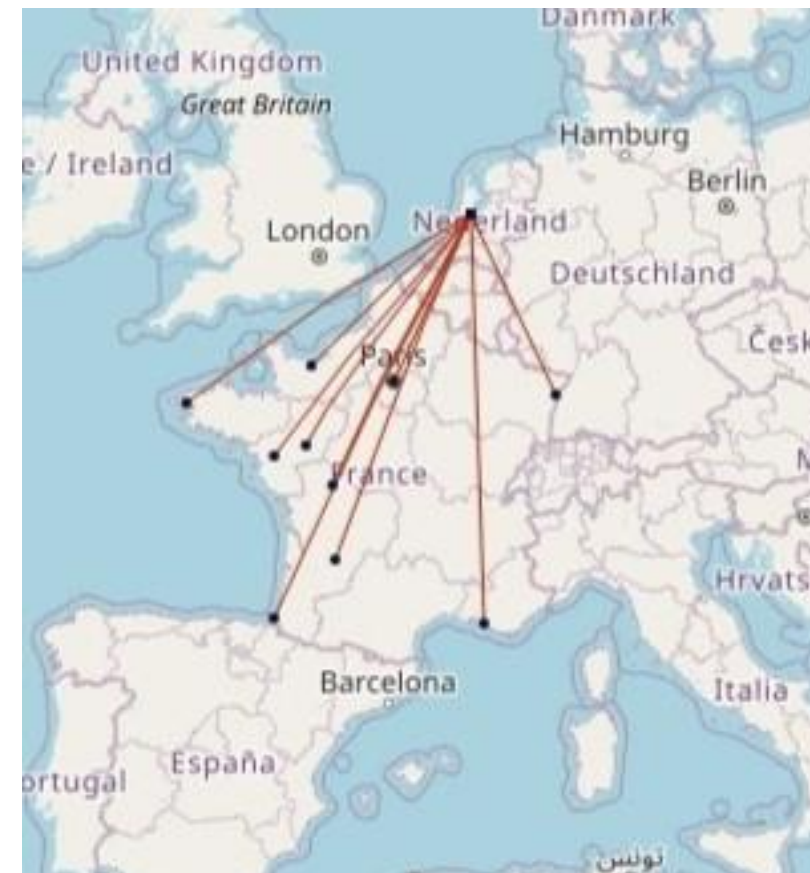 Danmark
United Kingdom
Great Britain
Hamburg
e / Ireland
Berlin
Nederland
London
Deutschland
Česk
Paris
France
Hrvats
Barcelona
Italia
España
ortugal
تونس